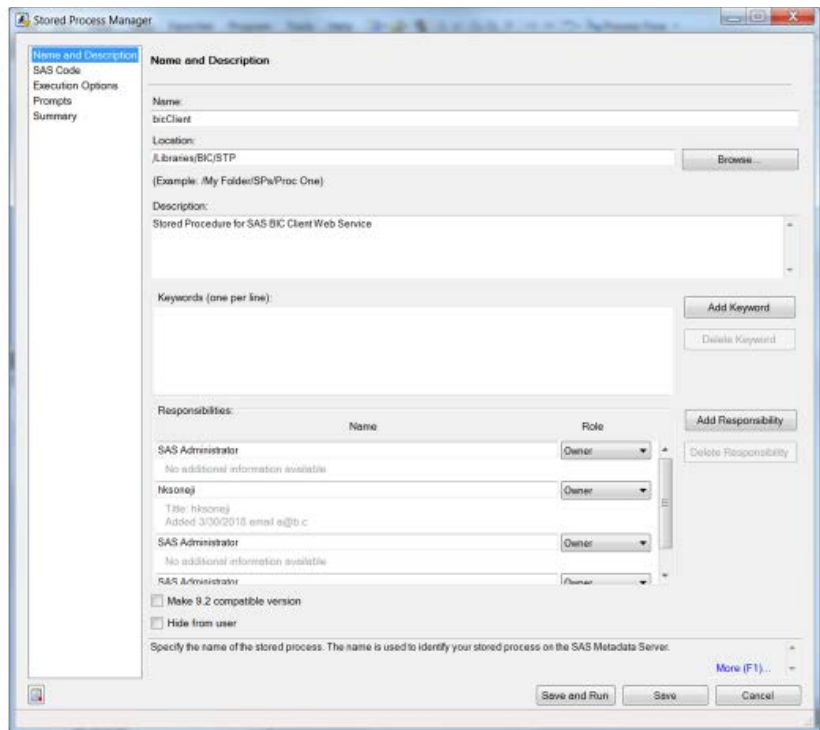 Stored Process Manager
Name and Description
SAS Code
Execution Options
Prompts
Summary
Name and Description
Name:
bicClient
Location:
/Libraries/BIC/STP
Browse...
(Example: /My Folder/SPs/Proc One)
Description:
Stored Procedure for SAS BIC Client Web Service
Keywords (one per line):
Add Keyword
Delete Keyword
Responsibilities:
Name Role
Add Responsibility
SAS Administrator Owner
Delete Responsibility
No additional information available
hksoneji Owner
Title: hksoneji
Added 3/30/2018 email e@b.c
SAS Administrator Owner
No additional information available
SAS Administrator Owner
Make 9.2 compatible version
Hide from user
Specify the name of the stored process. The name is used to identify your stored process on the SAS Metadata Server.
More (F1)...
Save and Run Save Cancel